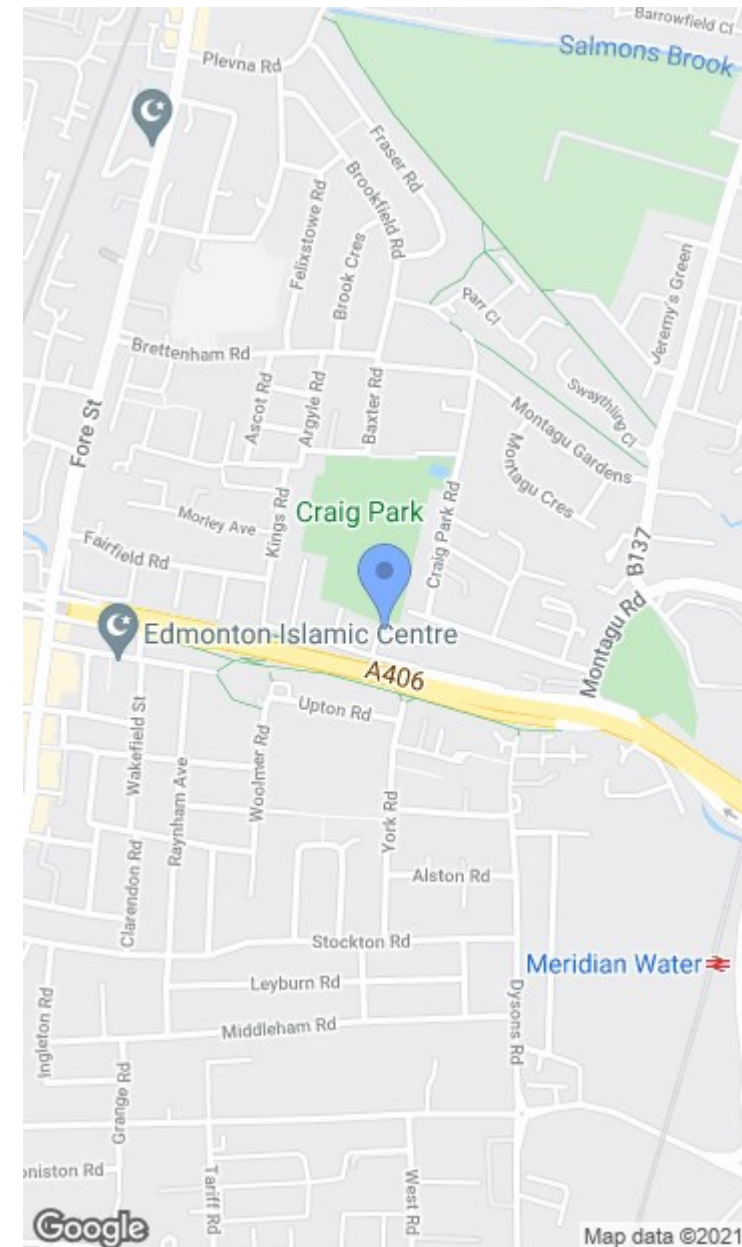 Barrowfield Cl
Salmons Brook
Plevna Rd
Fraser Rd
Brookfield Rd
Felixstowe Rd
Brook Cres
Jeremy's Green
Parr Cl
Brettenham Rd
Swaythling Cl
Ascot Rd
Argyle Rd
Baxter Rd
Montagu Gardens
Fore St
Montagu Cres
Craig Park
Morley Ave
Kings Rd
Craig Park Rd
B137
Fairfield Rd
Montagu Rd
Edmonton Islamic Centre
A406
Upton Rd
Wakefield St
Woolmer Rd
Raynham Ave
York Rd
Alston Rd
Clarendon Rd
Stockton Rd
Meridian Water
Leyburn Rd
Dysons Rd
Middleham Rd
Ingleton Rd
Grange Rd
oniston Rd
Tariff Rd
West Rd
Google
Map data ©2021